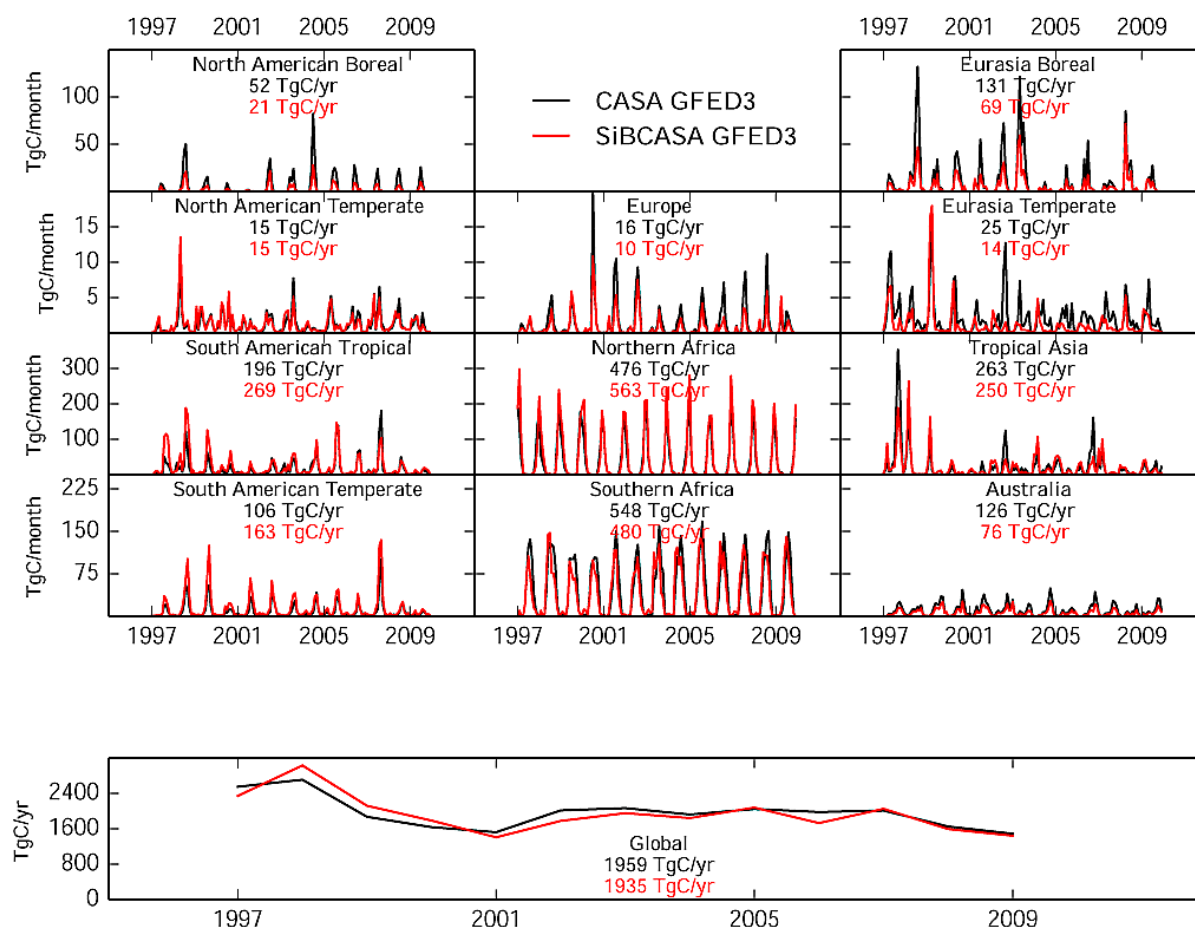 1997 2001 2005 2009
1997 2001 2005 2009
North American Boreal
52 TgC/yr
21 TgC/yr
TgC/month
100
50
CASA GFED3
SiBCASA GFED3
Eurasia Boreal
131 TgC/yr
69 TgC/yr
North American Temperate
15 TgC/yr
15 TgC/yr
TgC/month
15
10
5
Europe
16 TgC/yr
10 TgC/yr
Eurasia Temperate
25 TgC/yr
14 TgC/yr
South American Tropical
196 TgC/yr
269 TgC/yr
TgC/month
300
200
100
Northern Africa
476 TgC/yr
563 TgC/yr
Tropical Asia
263 TgC/yr
250 TgC/yr
South American Temperate
106 TgC/yr
163 TgC/yr
TgC/month
225
150
75
Southern Africa
548 TgC/yr
480 TgC/yr
Australia
126 TgC/yr
76 TgC/yr
1997 2001 2005 2009
1997 2001 2005 2009
1997 2001 2005 2009
TgC/yr
2400
1600
800
0
Global
1959 TgC/yr
1935 TgC/yr
1997 2001 2005 2009